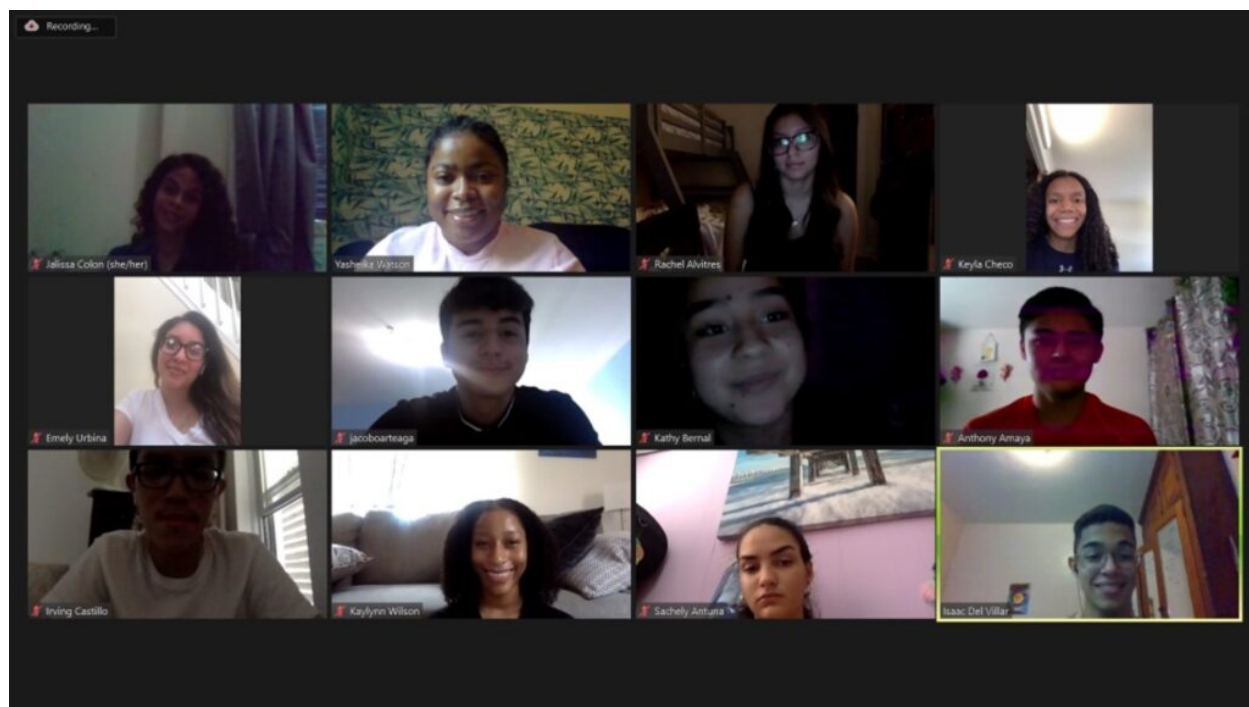 Recording...
Jalissa Colon (she/her)
Yasheika Watson
Rachel Alvitres
Keyla Checo
Emely Urbina
jacoboarteaga
Kathy Bernal
Anthony Amaya
Irving Castillo
Kaylynn Wilson
Sachely Antuna
Isaac Del Villar